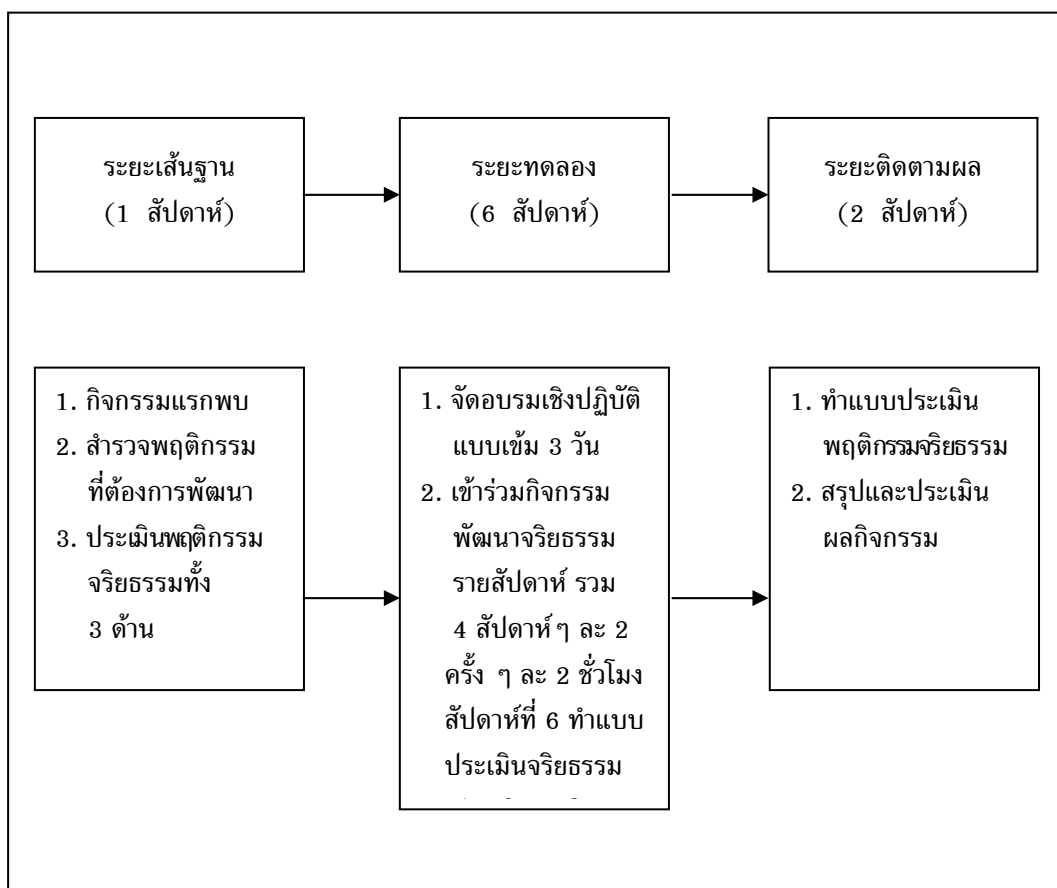 ระยะเส้นฐาน
(1 สัปดาห์)
ระยะทดลอง
(6 สัปดาห์)
ระยะติดตามผล
(2 สัปดาห์)
1. กิจกรรมแรกพบ
2. สำรวจพฤติกรรม
ที่ต้องการพัฒนา
3. ประเมินพฤติกรรม
จริยธรรมทั้ง
3 ด้าน
1. จัดอบรมเชิงปฏิบัติ
แบบเข้ม 3 วัน
2. เข้าร่วมกิจกรรม
พัฒนาจริยธรรม
รายสัปดาห์ รวม
4 สัปดาห์ ๆ ละ 2
ครั้ง ๆ ละ 2 ชั่วโมง
สัปดาห์ที่ 6 ทำแบบ
ประเมินจริยธรรม
1. ทำแบบประเมิน
พฤติกรรมจริยธรรม
2. สรุปและประเมิน
ผลกิจกรรม